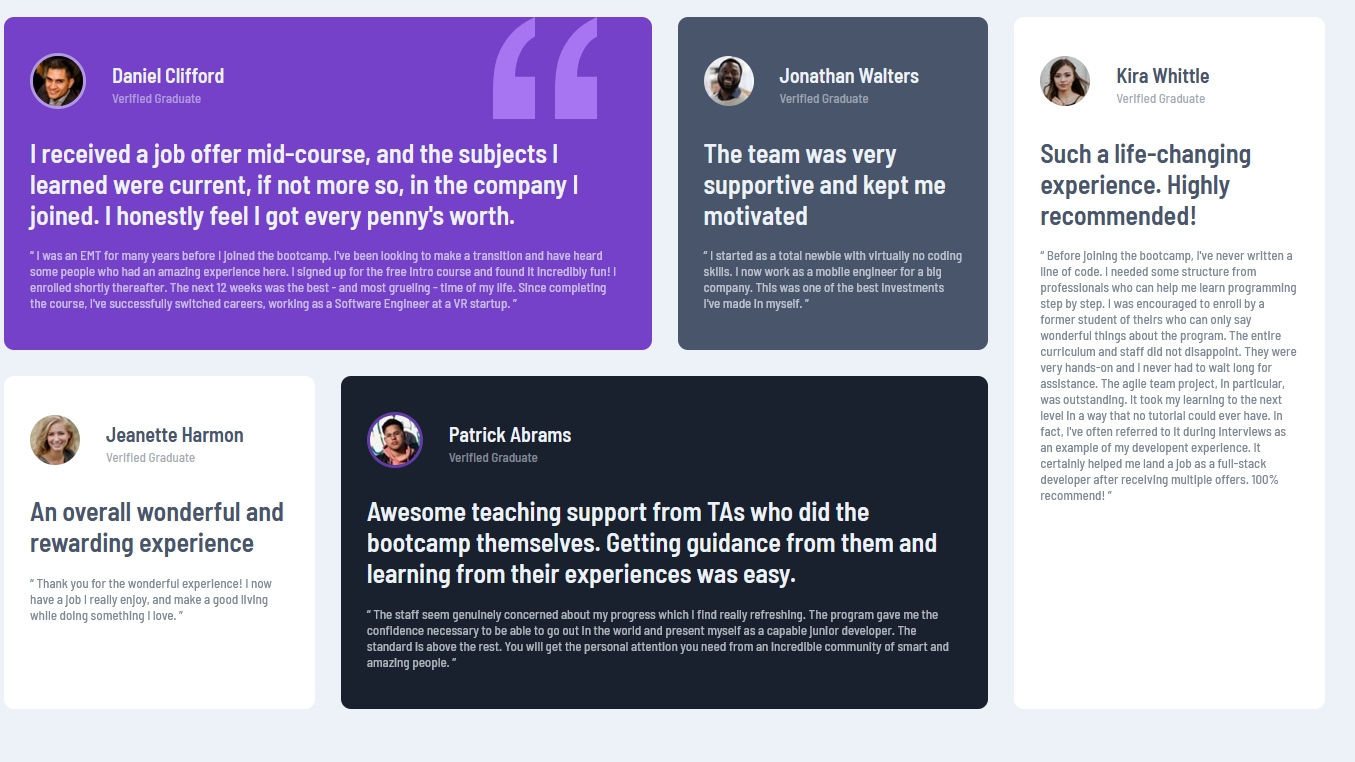 Daniel Clifford
Verified Graduate
I received a job offer mid-course, and the subjects I
learned were current, if not more so, in the company I
joined. I honestly feel I got every penny's worth.
“ I was an EMT for many years before I joined the bootcamp. I've been looking to make a transition and have heard
some people who had an amazing experience here. I signed up for the free intro course and found it incredibly fun! I
enrolled shortly thereafter. The next 12 weeks was the best - and most grueling - time of my life. Since completing
the course, I've successfully switched careers, working as a Software Engineer at a VR startup. ”
Jonathan Walters
Verified Graduate
The team was very
supportive and kept me
motivated
“ I started as a total newbie with virtually no coding
skills. I now work as a mobile engineer for a big
company. This was one of the best investments
I've made in myself. ”
Kira Whittle
Verified Graduate
Such a life-changing
experience. Highly
recommended!
“ Before joining the bootcamp, I've never written a
line of code. I needed some structure from
professionals who can help me learn programming
step by step. I was encouraged to enroll by a
former student of theirs who can only say
wonderful things about the program. The entire
curriculum and staff did not disappoint. They were
very hands-on and I never had to wait long for
assistance. The agile team project, in particular,
was outstanding. It took my learning to the next
level in a way that no tutorial could ever have. In
fact, I've often referred to it during interviews as
an example of my developent experience. It
certainly helped me land a job as a full-stack
developer after receiving multiple offers. 100%
recommend! ”
Jeanette Harmon
Verified Graduate
An overall wonderful and
rewarding experience
“ Thank you for the wonderful experience! I now
have a job I really enjoy, and make a good living
while doing something I love. ”
Patrick Abrams
Verified Graduate
Awesome teaching support from TAs who did the
bootcamp themselves. Getting guidance from them and
learning from their experiences was easy.
“ The staff seem genuinely concerned about my progress which I find really refreshing. The program gave me the
confidence necessary to be able to go out in the world and present myself as a capable junior developer. The
standard is above the rest. You will get the personal attention you need from an incredible community of smart and
amazing people. ”